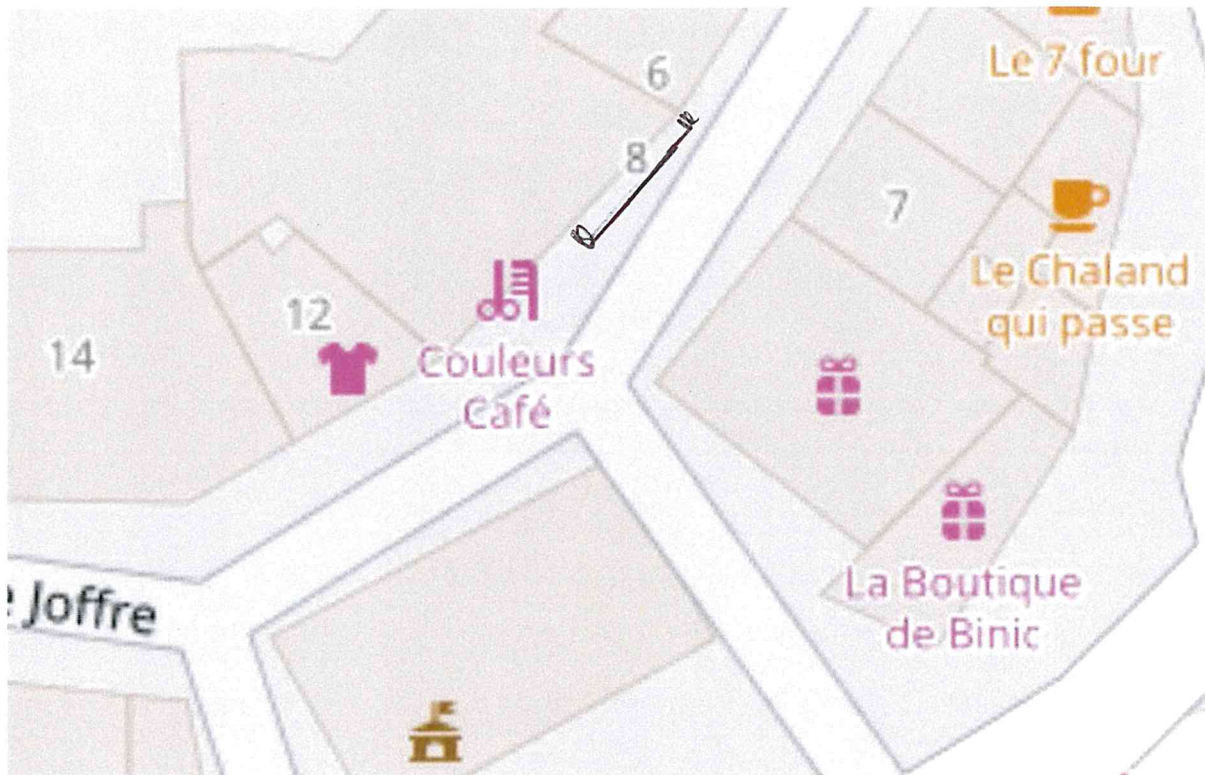 Le 7 four
6
8
7
Le Chaland
qui passe
12
14
Couleurs
Café
La Boutique
de Binic
Joffre